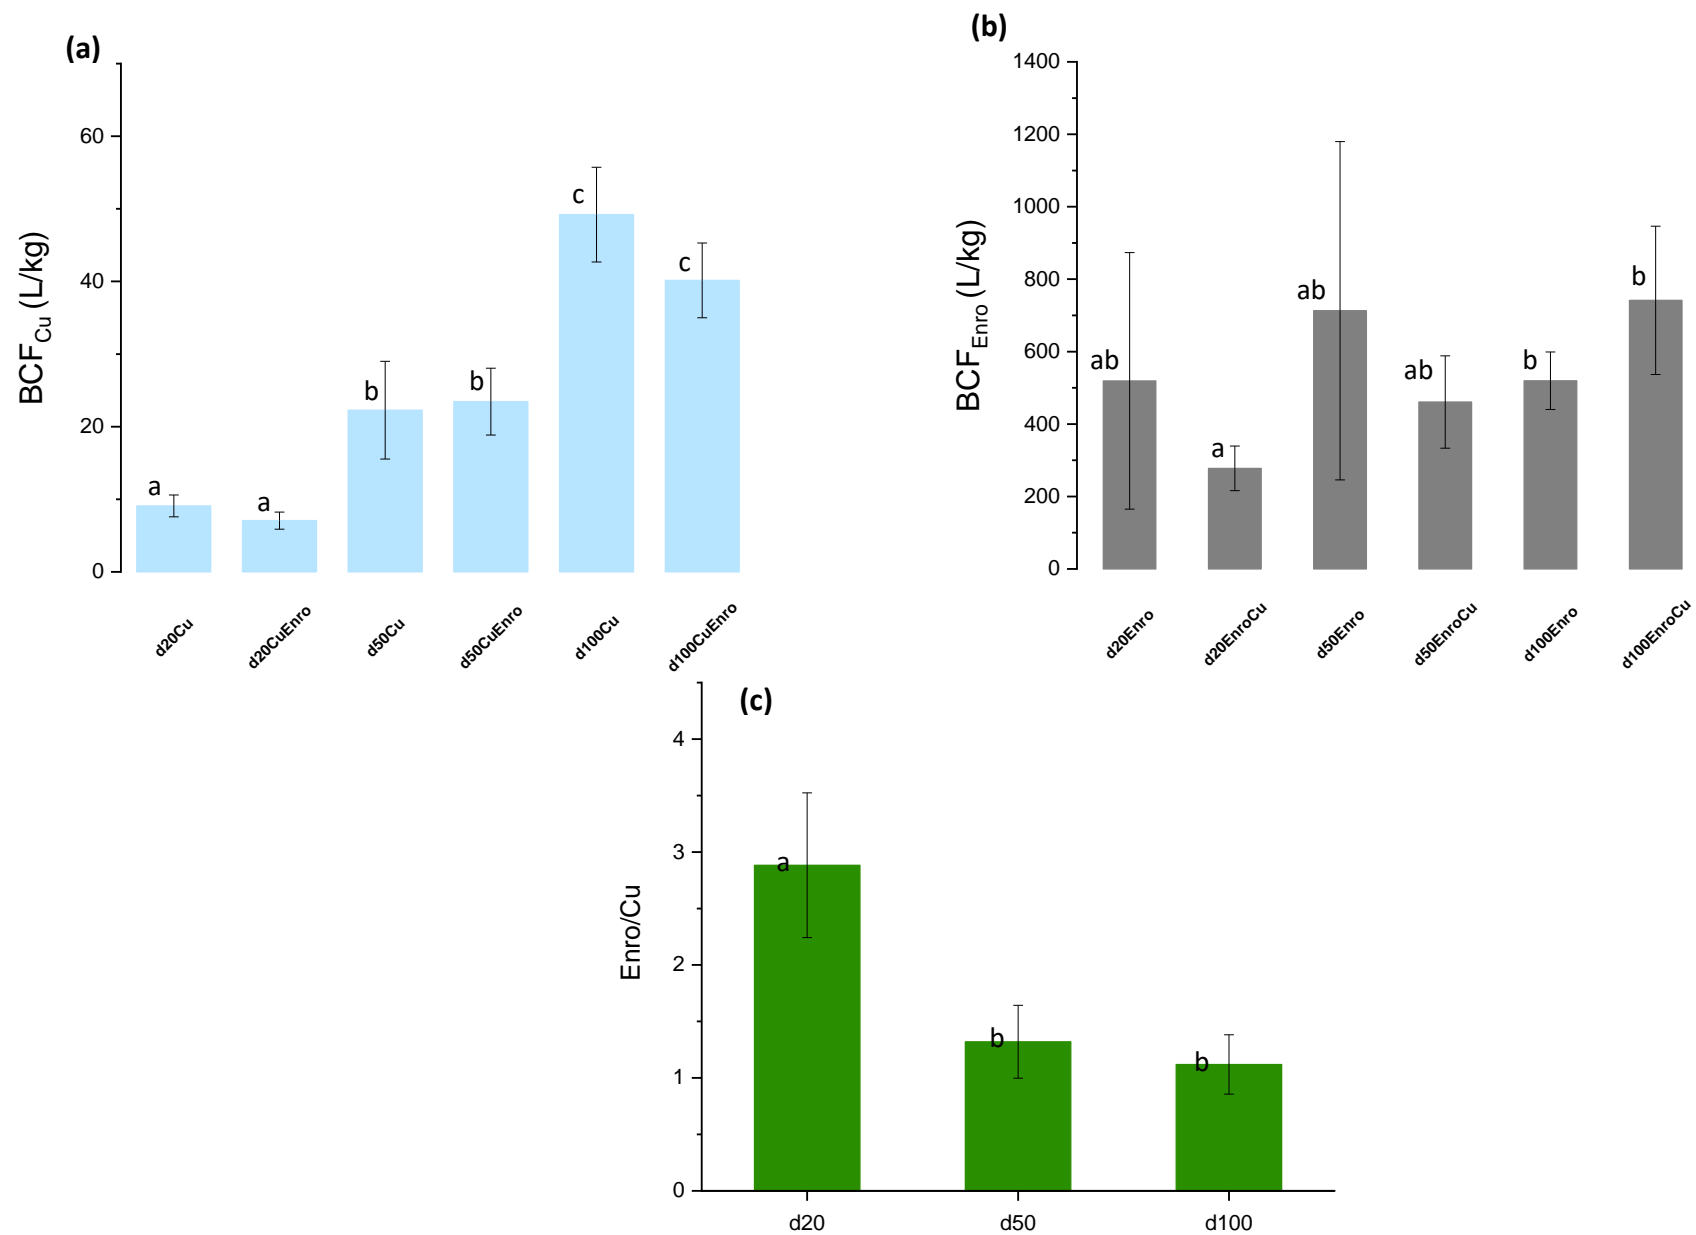 (a)
60
40
20
0
BCFCu (L/kg)
a
a
b
b
c
c
d20Cu
d20CuEnro
d50Cu
d50CuEnro
d100Cu
d100CuEnro
(b)
1400
1200
1000
800
600
400
200
0
BCFEnro (L/kg)
ab
a
ab
ab
b
b
d20Enro
d20EnroCu
d50Enro
d50EnroCu
d100Enro
d100EnroCu
(c)
4
3
2
1
0
Enro/Cu
a
b
b
d20
d50
d100